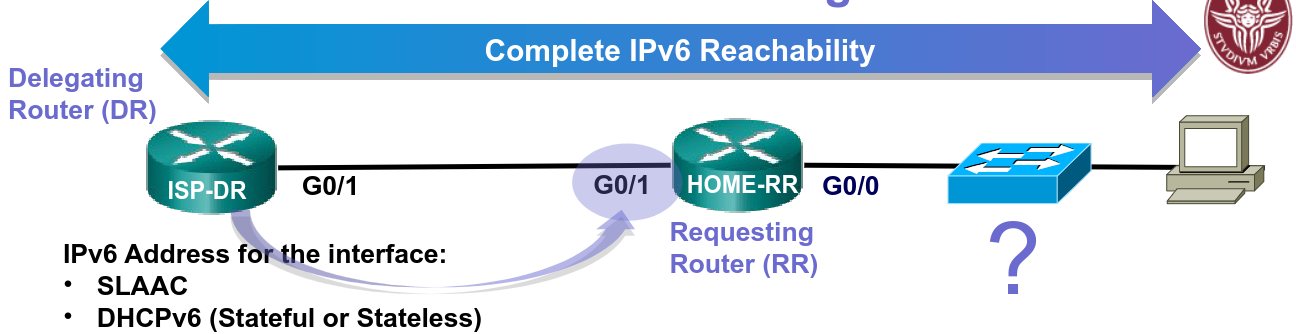 Complete IPv6 Reachability
STVDIVM VRBIS
Delegating
Router (DR)
ISP-DR
G0/1
G0/1
HOME-RR
G0/0
Requesting
Router (RR)
?
IPv6 Address for the interface:
• SLAAC
• DHCPv6 (Stateful or Stateless)